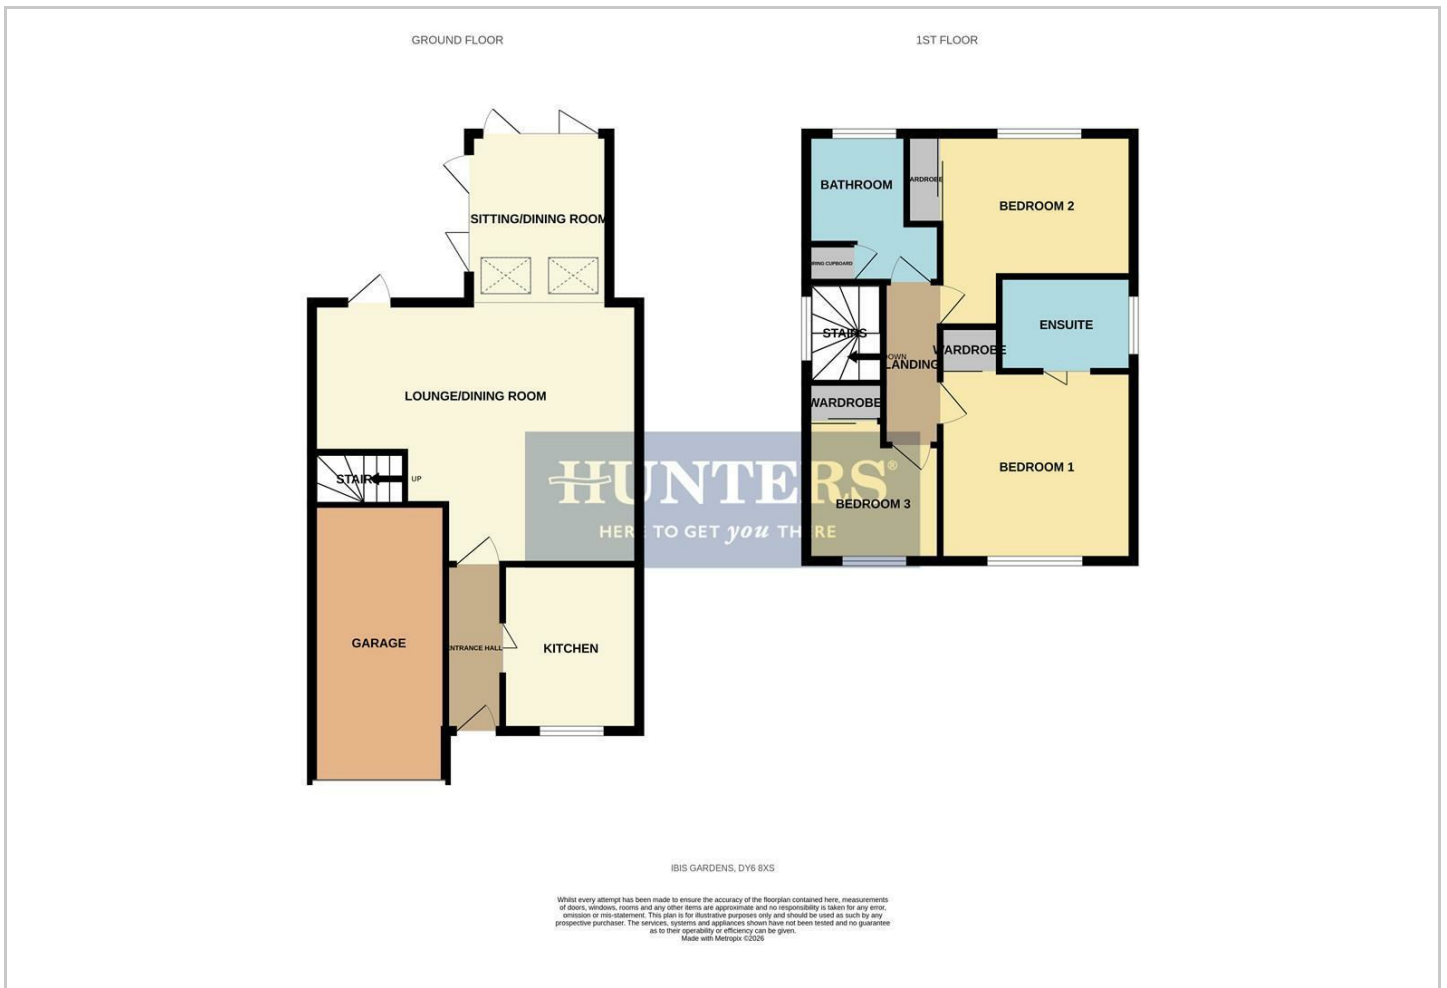 GROUND FLOOR
1ST FLOOR
SITTING/DINING ROOM
LOUNGE/DINING ROOM
STAIRS
UP
GARAGE
ENTRANCE HALL
KITCHEN
BATHROOM
WARDROBE
BEDROOM 2
AIRING CUPBOARD
STAIRS
DOWN
LANDING
ENSUITE
WARDROBE
WARDROBE
BEDROOM 1
BEDROOM 3
HUNTERS®
HERE TO GET you THERE
IBIS GARDENS, DY6 8XS
Whilst every attempt has been made to ensure the accuracy of the floorplan contained here, measurements
of doors, windows, rooms and any other items are approximate and no responsibility is taken for any error,
omission or mis-statement. This plan is for illustrative purposes only and should be used as such by any
prospective purchaser. The services, systems and appliances shown have not been tested and no guarantee
as to their operability or efficiency can be given.
Made with Metropix ©2026